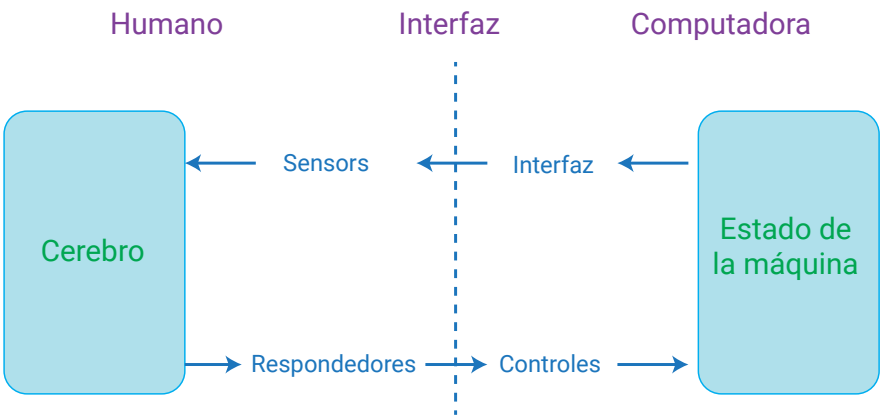 Humano
Interfaz
Computadora
Sensors
Interfaz
Cerebro
Estado de
la máquina
Respondedores
Controles